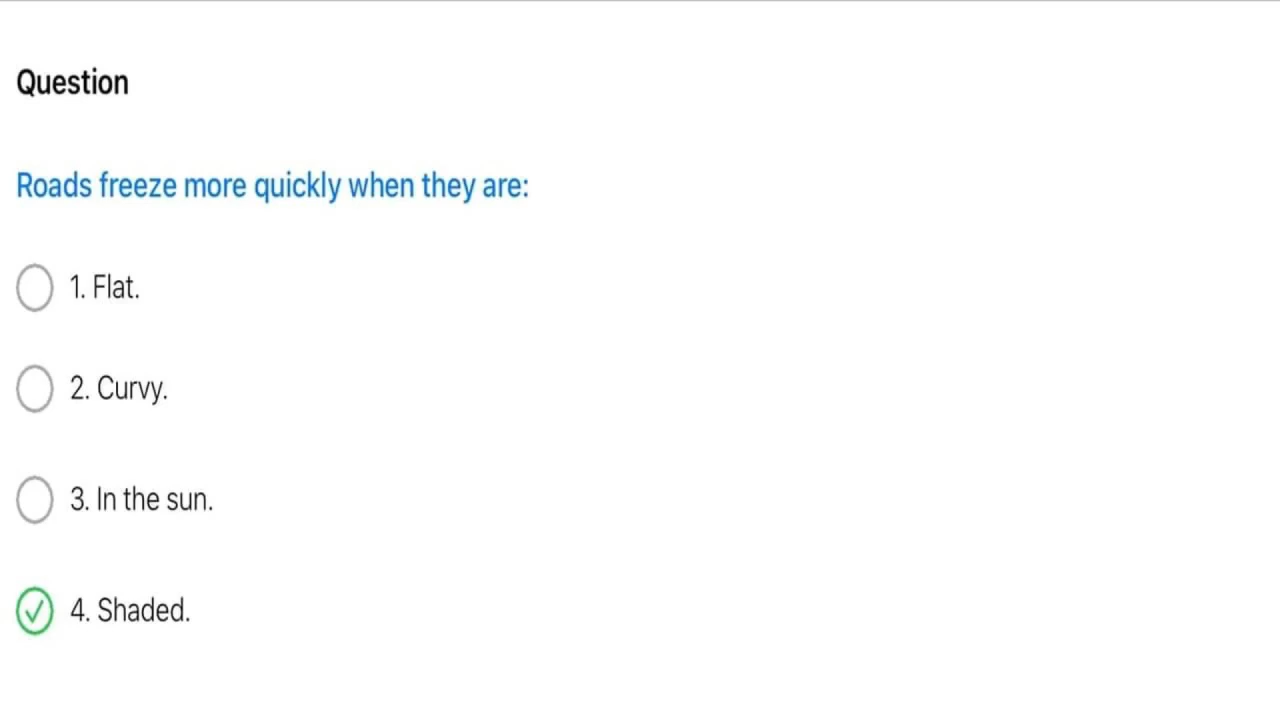 Question
Roads freeze more quickly when they are:
1. Flat.
2. Curvy.
3. In the sun.
4. Shaded.